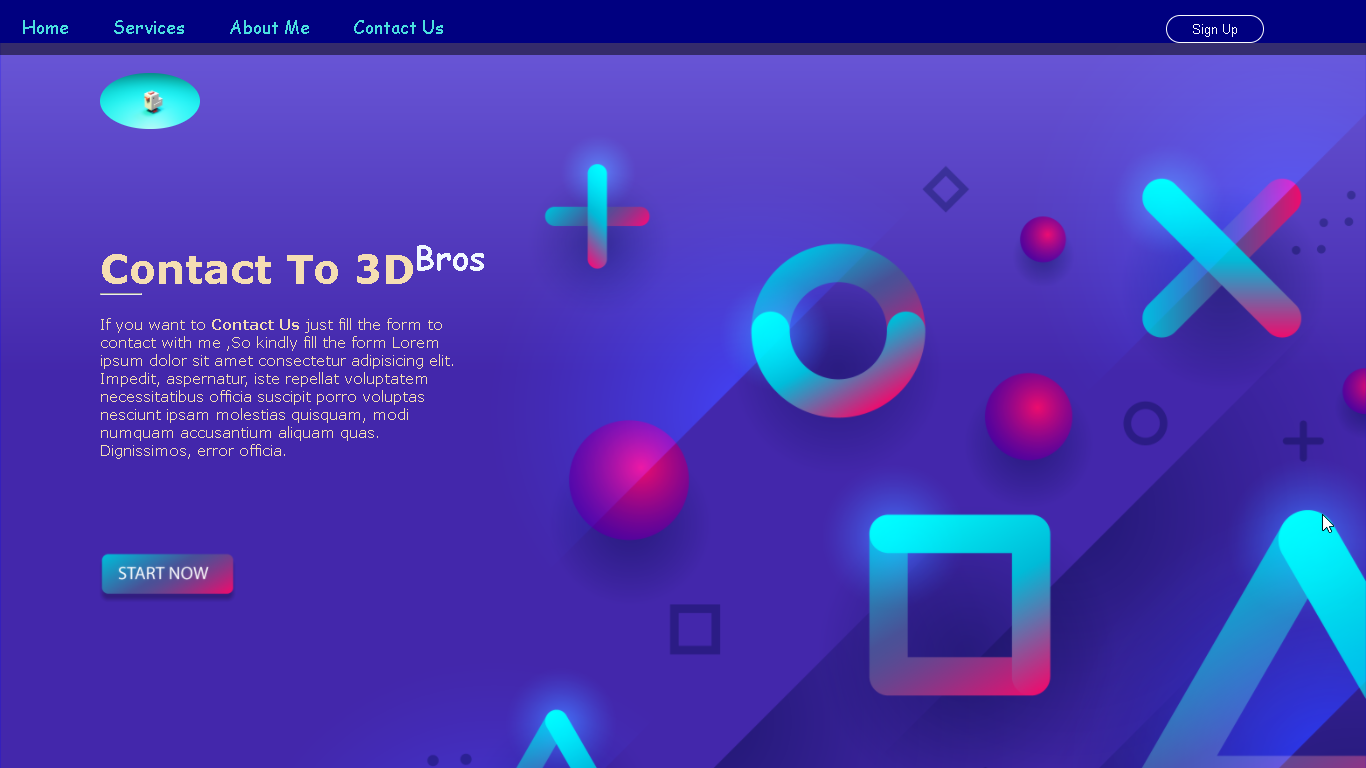 Home Services About Me Contact Us Sign Up
Contact To 3DBros
If you want to Contact Us just fill the form to
contact with me ,So kindly fill the form Lorem
ipsum dolor sit amet consectetur adipisicing elit.
Impedit, aspernatur, iste repellat voluptatem
necessitatibus officia suscipit porro voluptas
nesciunt ipsam molestias quisquam, modi
numquam accusantium aliquam quas.
Dignissimos, error officia.
START NOW